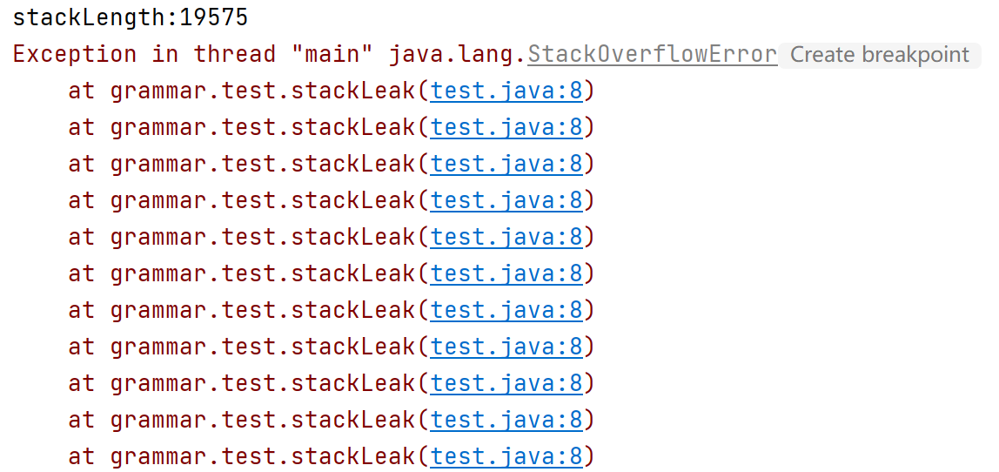 stackLength:19575
Exception in thread "main" java.lang.StackOverflowError Create breakpoint
at grammar.test.stackLeak(test.java:8)
at grammar.test.stackLeak(test.java:8)
at grammar.test.stackLeak(test.java:8)
at grammar.test.stackLeak(test.java:8)
at grammar.test.stackLeak(test.java:8)
at grammar.test.stackLeak(test.java:8)
at grammar.test.stackLeak(test.java:8)
at grammar.test.stackLeak(test.java:8)
at grammar.test.stackLeak(test.java:8)
at grammar.test.stackLeak(test.java:8)
at grammar.test.stackLeak(test.java:8)